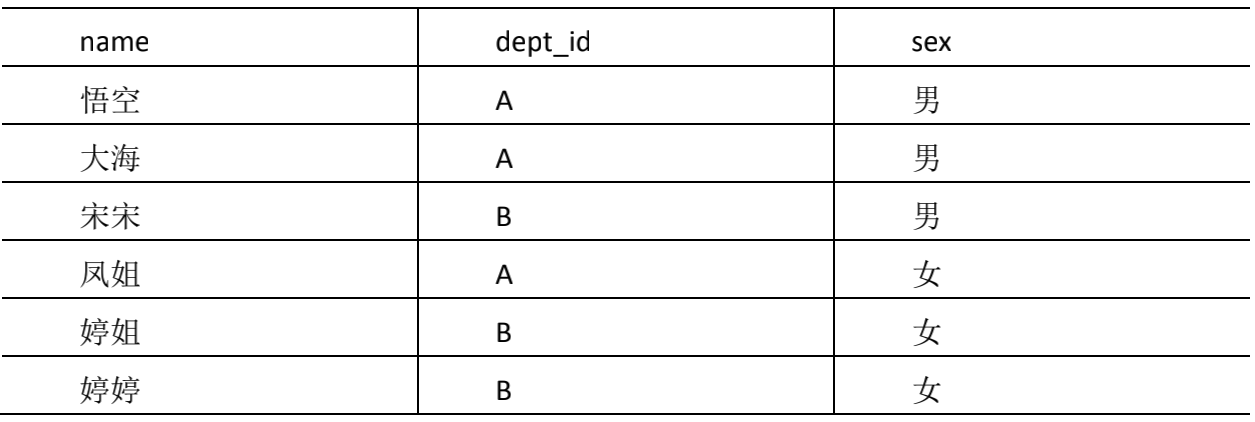 name dept_id sex
悟空 A 男
大海 A 男
宋宋 B 男
凤姐 A 女
婷姐 B 女
婷婷 B 女